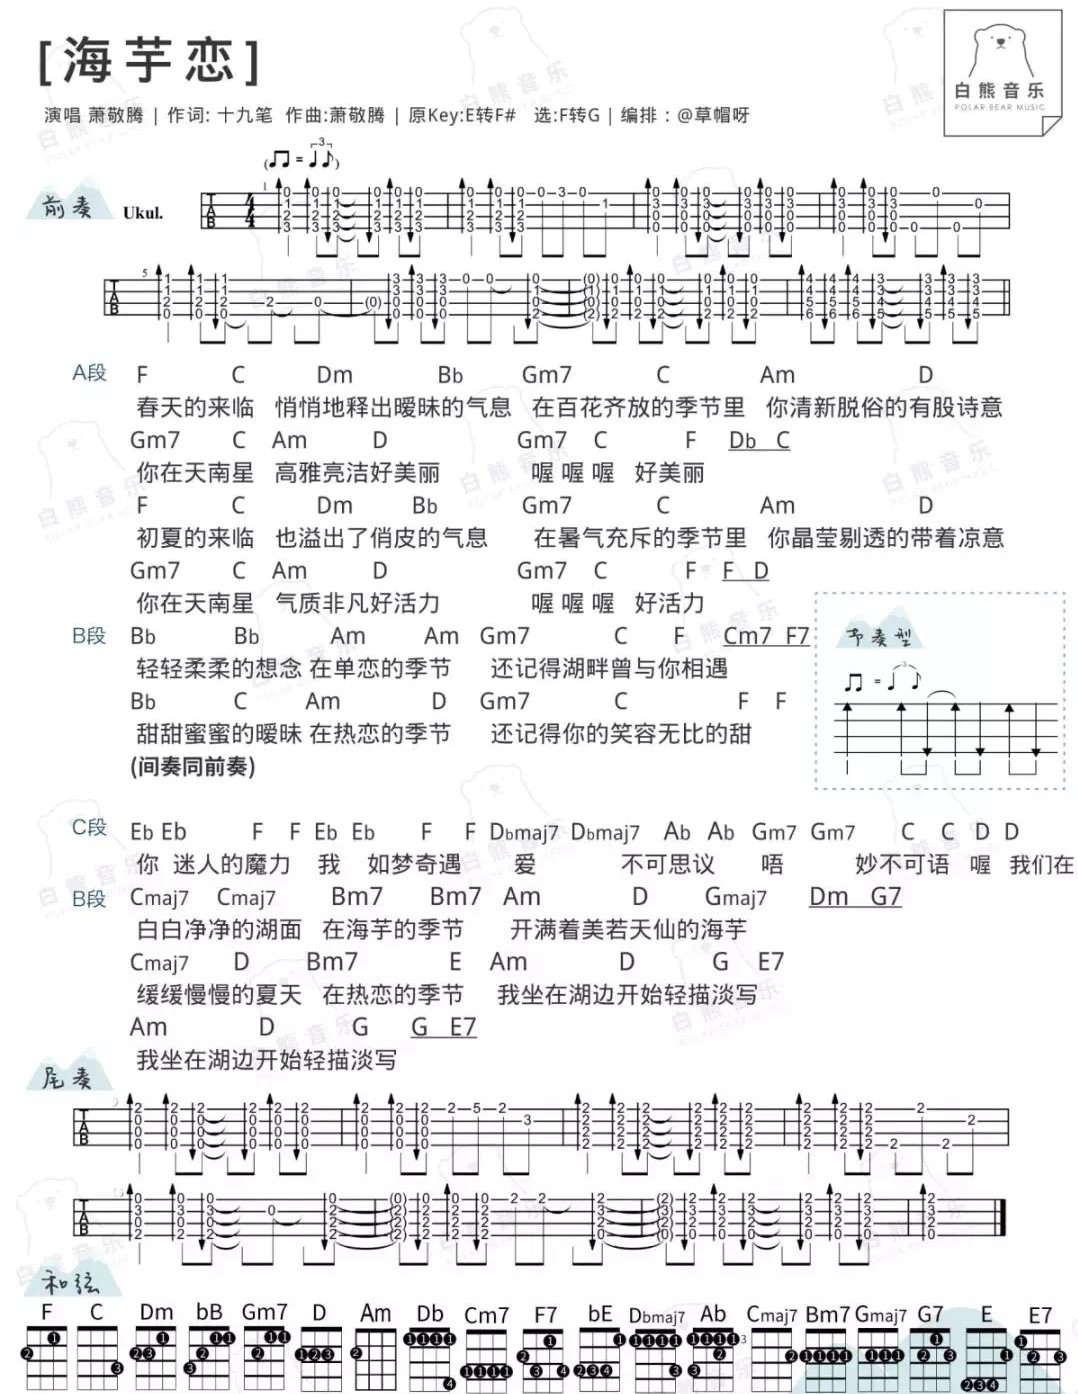 [海芋恋]
白熊音乐
POLAR BEAR MUSIC
演唱 萧敬腾 | 作词: 十九笔 作曲:萧敬腾 | 原Key:E转F# 选:F转G | 编排：@草帽呀
前奏 Ukul.
A段 F C Dm Bb Gm7 C Am D
春天的来临 悄悄地释出暧昧的气息 在百花齐放的季节里 你清新脱俗的有股诗意
Gm7 C Am D Gm7 C F Db C
你在天南星 高雅亮洁好美丽 喔 喔 喔 好美丽
F C Dm Bb Gm7 C Am D
初夏的来临 也溢出了俏皮的气息 在暑气充斥的季节里 你晶莹剔透的带着凉意
Gm7 C Am D Gm7 C F F D
你在天南星 气质非凡好活力 喔 喔 喔 好活力
B段 Bb Bb Am Am Gm7 C F Cm7 F7
轻轻柔柔的想念 在单恋的季节 还记得湖畔曾与你相遇
Bb C Am D Gm7 C F F
甜甜蜜蜜的暧昧 在热恋的季节 还记得你的笑容无比的甜
(间奏同前奏)
节奏型
C段 Eb Eb F F Eb Eb F F Dbmaj7 Dbmaj7 Ab Ab Gm7 Gm7 C C D D
你 迷人的魔力 我 如梦奇遇 爱 不可思议 唔 妙不可语 喔 我们在
B段 Cmaj7 Cmaj7 Bm7 Bm7 Am D Gmaj7 Dm G7
白白净净的湖面 在海芋的季节 开满着美若天仙的海芋
Cmaj7 D Bm7 E Am D G E7
缓缓慢慢的夏天 在热恋的季节 我坐在湖边开始轻描淡写
Am D G G E7
我坐在湖边开始轻描淡写
尾奏
和弦
F C Dm bB Gm7 D Am Db Cm7 F7 bE Dbmaj7 Ab Cmaj7 Bm7 Gmaj7 G7 E E7